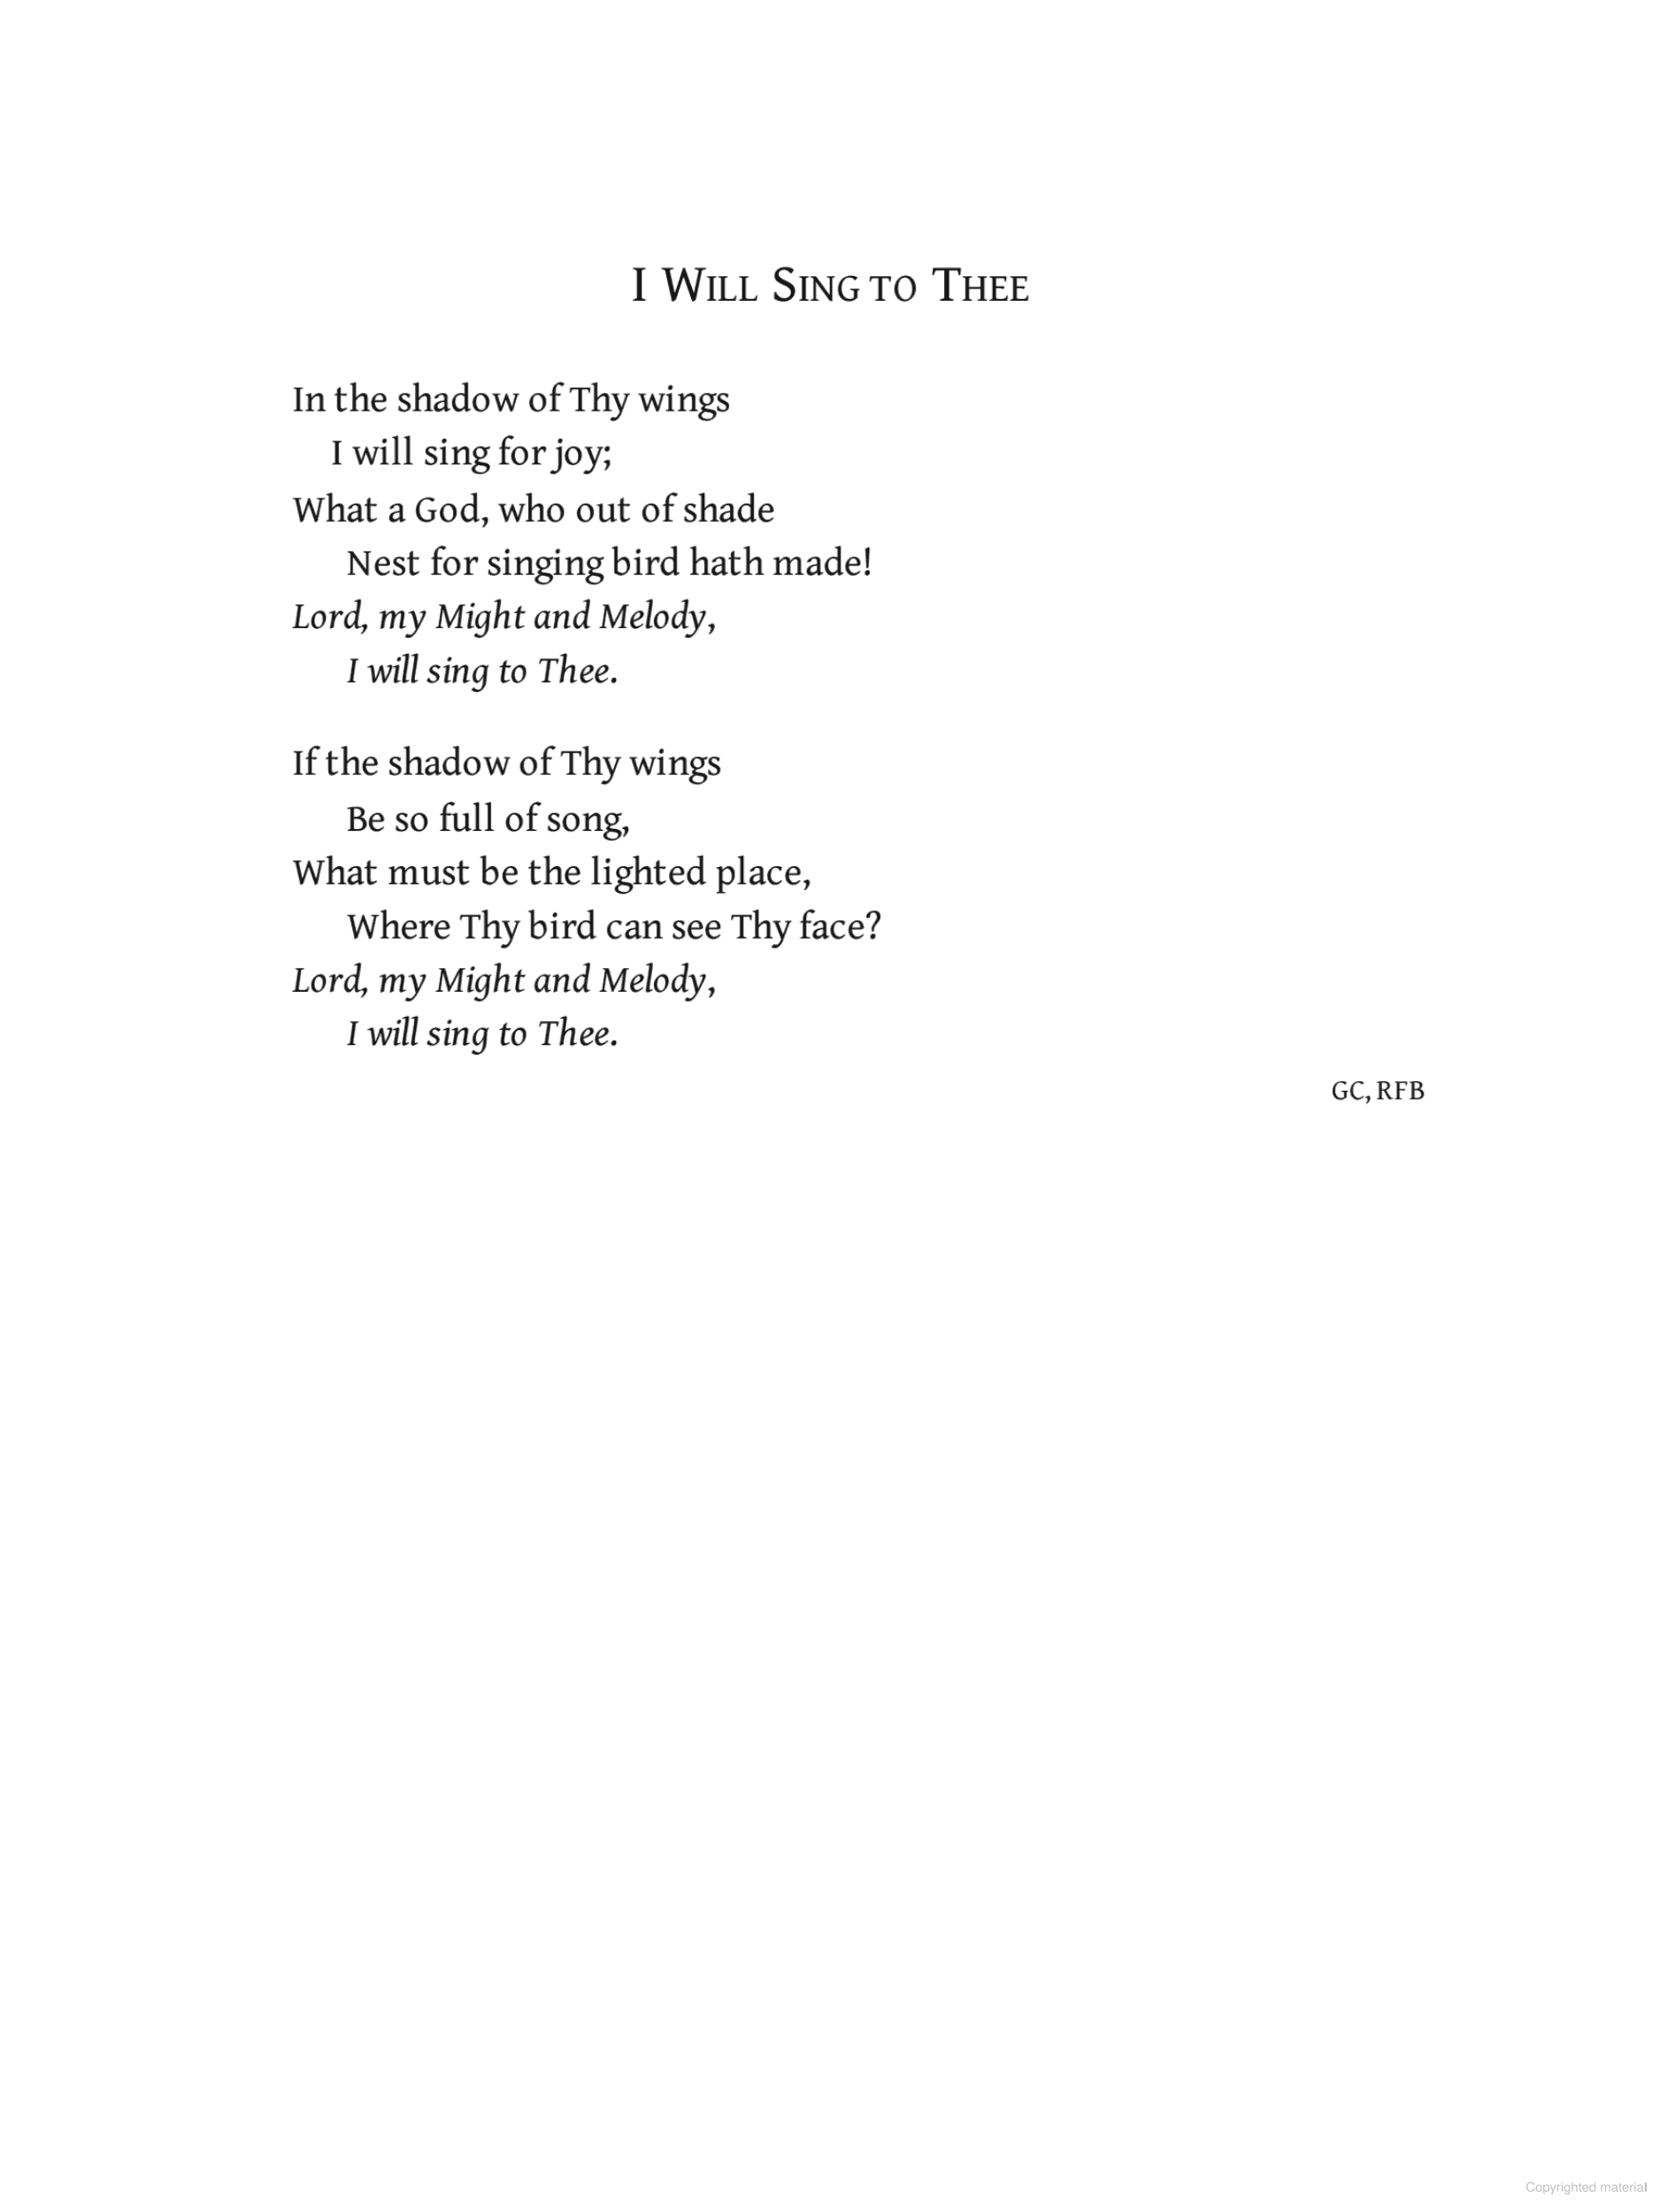 I Will Sing to Thee
In the shadow of Thy wings
I will sing for joy;
What a God, who out of shade
Nest for singing bird hath made!
Lord, my Might and Melody,
I will sing to Thee.
If the shadow of Thy wings
Be so full of song,
What must be the lighted place,
Where Thy bird can see Thy face?
Lord, my Might and Melody,
I will sing to Thee.
GC, RFB
Copyrighted material